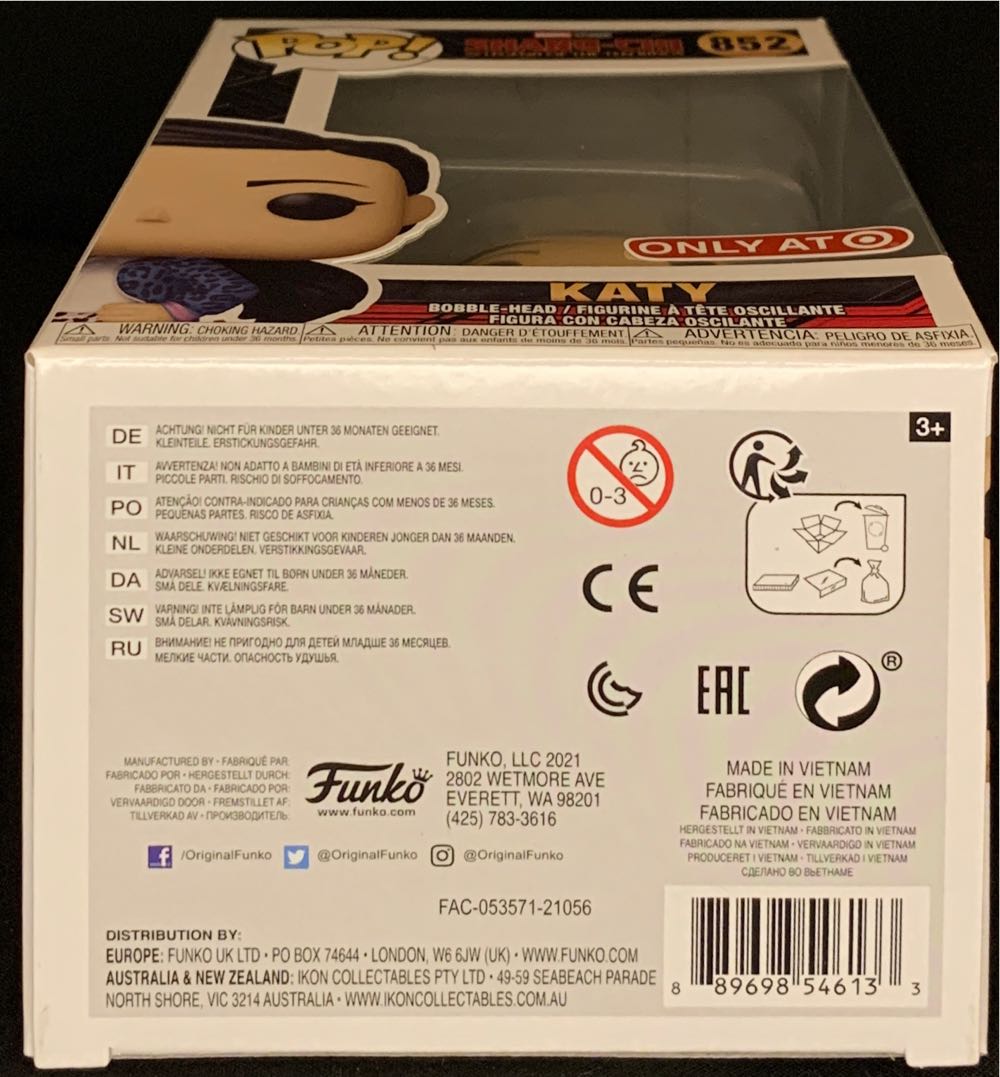 POP!
MARVEL
SHANG-CHI
852
ONLY AT
KATY
BOBBLE-HEAD / FIGURINE À TÊTE OSCILLANTE
FIGURA CON CABEZA OSCILANTE
WARNING: CHOKING HAZARD
Small parts. Not suitable for children under 36 months.
ATTENTION: DANGER D'ÉTOUFFEMENT
Petites pièces. Ne convient pas aux enfants de moins de 36 mois.
ADVERTENCIA: PELIGRO DE ASFIXIA
Partes pequeñas. No es adecuado para niños menores de 36 meses.
3+
DE ACHTUNG! NICHT FÜR KINDER UNTER 36 MONATEN GEEIGNET.
KLEINTEILE. ERSTICKUNGSGEFAHR.
IT AVVERTENZA! NON ADATTO A BAMBINI DI ETÀ INFERIORE A 36 MESI.
PICCOLE PARTI. RISCHIO DI SOFFOCAMENTO.
PO ATENÇÃO! CONTRA-INDICADO PARA CRIANÇAS COM MENOS DE 36 MESES.
PEQUENAS PARTES. RISCO DE ASFIXIA.
NL WAARSCHUWING! NIET GESCHIKT VOOR KINDEREN JONGER DAN 36 MAANDEN.
KLEINE ONDERDELEN. VERSTIKKINGSGEVAAR.
DA ADVARSEL! IKKE EGNET TIL BØRN UNDER 36 MÅNEDER.
SMÅ DELE. KVÆLNINGSFARE.
SW VARNING! INTE LÄMPLIG FÖR BARN UNDER 36 MÅNADER.
SMÅ DELAR. KVÄVNINGSRISK.
RU ВНИМАНИЕ! НЕ ПРИГОДНО ДЛЯ ДЕТЕЙ МЛАДШЕ 36 МЕСЯЦЕВ.
МЕЛКИЕ ЧАСТИ. ОПАСНОСТЬ УДУШЬЯ.
0-3
CE
EAC
®
MANUFACTURED BY • FABRIQUÉ PAR
FABRICADO POR • HERGESTELLT DURCH:
FABBRICATO DA • FABRICADO POR:
VERVAARDIGD DOOR • FREMSTILLET AF:
TILLVERKAD AV • ПРОИЗВОДИТЕЛЬ:
Funko
www.funko.com
FUNKO, LLC 2021
2802 WETMORE AVE
EVERETT, WA 98201
(425) 783-3616
MADE IN VIETNAM
FABRIQUÉ EN VIETNAM
FABRICADO EN VIETNAM
HERGESTELLT IN VIETNAM • FABBRICATO IN VIETNAM
FABRICADO NA VIETNAM • VERVAARDIGD IN VIETNAM
PRODUCERET I VIETNAM • TILLVERKAD I VIETNAM
СДЕЛАНО ВО ВЬЕТНАМЕ
/OriginalFunko @OriginalFunko @OriginalFunko
FAC-053571-21056
DISTRIBUTION BY:
EUROPE: FUNKO UK LTD • PO BOX 74644 • LONDON, W6 6JW (UK) • WWW.FUNKO.COM
AUSTRALIA & NEW ZEALAND: IKON COLLECTABLES PTY LTD • 49-59 SEABEACH PARADE
NORTH SHORE, VIC 3214 AUSTRALIA • WWW.IKONCOLLECTABLES.COM.AU
8 89698 54613 3